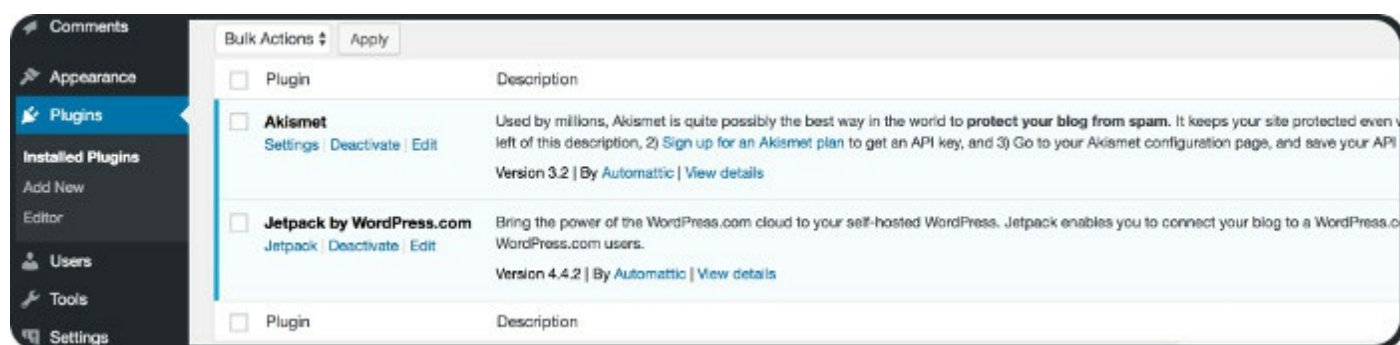 Comments
Appearance
Plugins
Installed Plugins
Add New
Editor
Users
Tools
Settings
Bulk Actions Apply
Plugin Description
Akismet
Settings | Deactivate | Edit
Used by millions, Akismet is quite possibly the best way in the world to protect your blog from spam. It keeps your site protected even
left of this description, 2) Sign up for an Akismet plan to get an API key, and 3) Go to your Akismet configuration page, and save your API
Version 3.2 | By Automattic | View details
Jetpack by WordPress.com
Jetpack | Deactivate | Edit
Bring the power of the WordPress.com cloud to your self-hosted WordPress. Jetpack enables you to connect your blog to a
WordPress.com users.
Version 4.4.2 | By Automattic | View details
Plugin Description